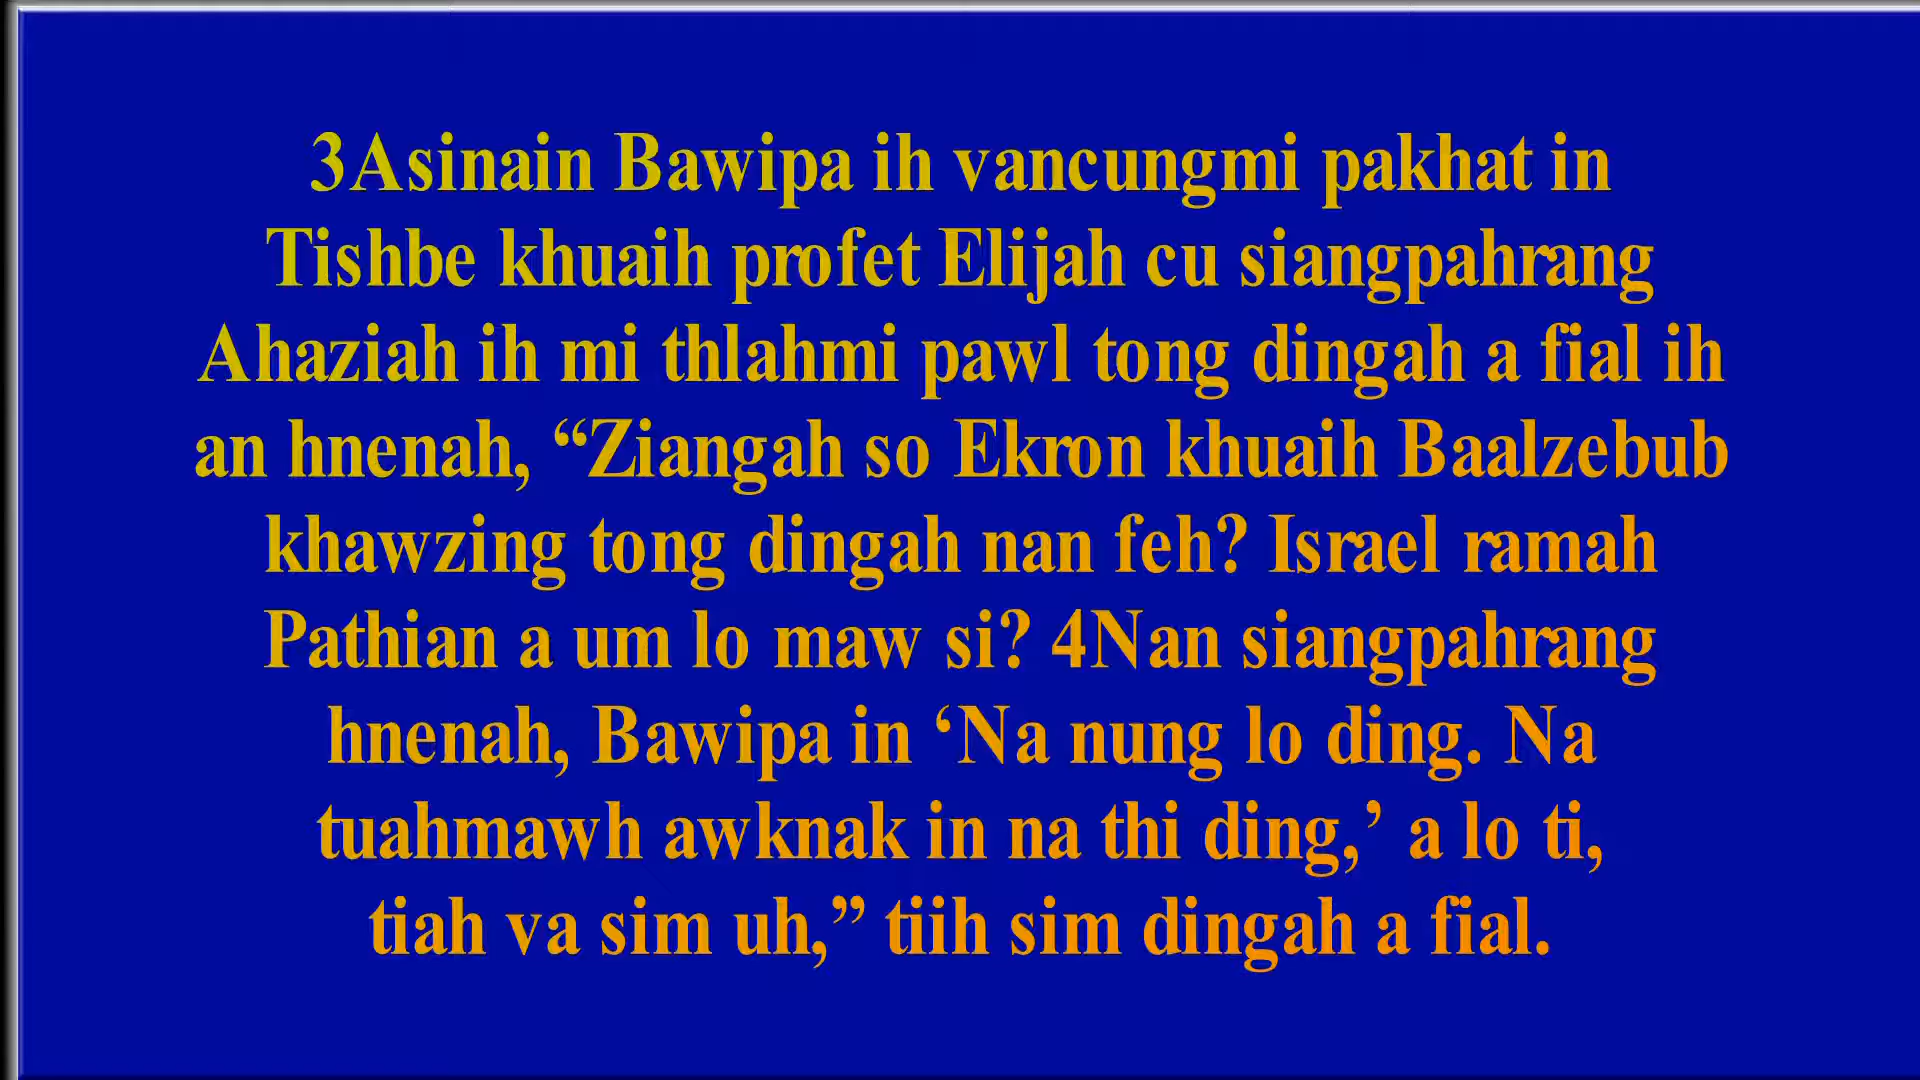 3Asinain Bawipa ih vancungmi pakhat in
Tishbe khuaih profet Elijah cu siangpahrang
Ahaziah ih mi thlahmi pawl tong dingah a fial ih
an hnenah, “Ziangah so Ekron khuaih Baalzebub
khawzing tong dingah nan feh? Israel ramah
Pathian a um lo maw si? 4Nan siangpahrang
hnenah, Bawipa in ‘Na nung lo ding. Na
tuahmawh awknak in na thi ding,’ a lo ti,
tiah va sim uh,” tiih sim dingah a fial.